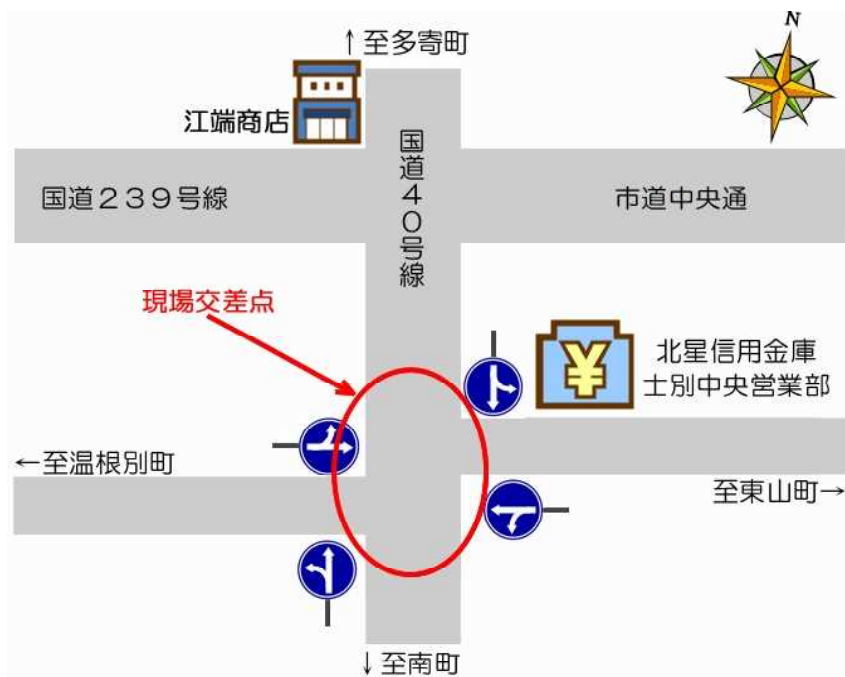 N
↑至多寄町
江端商店
国道40号線
国道239号線
市道中央通
現場交差点
北星信用金庫
士別中央営業部
←至温根別町
至東山町→
↓至南町